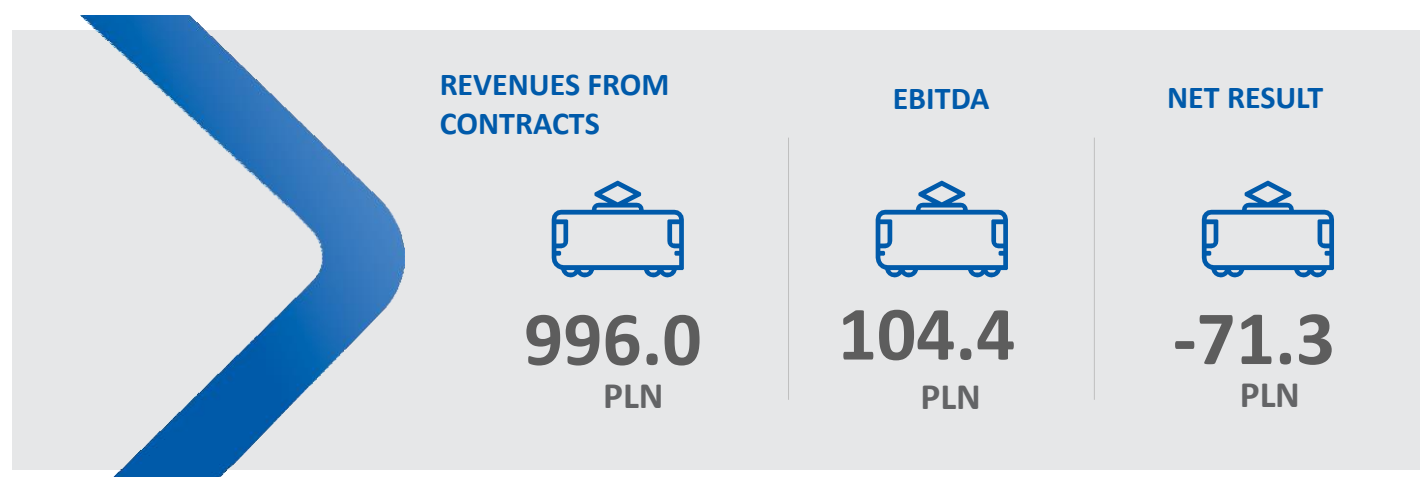 REVENUES FROM
CONTRACTS
EBITDA
NET RESULT
996.0
PLN
104.4
PLN
-71.3
PLN